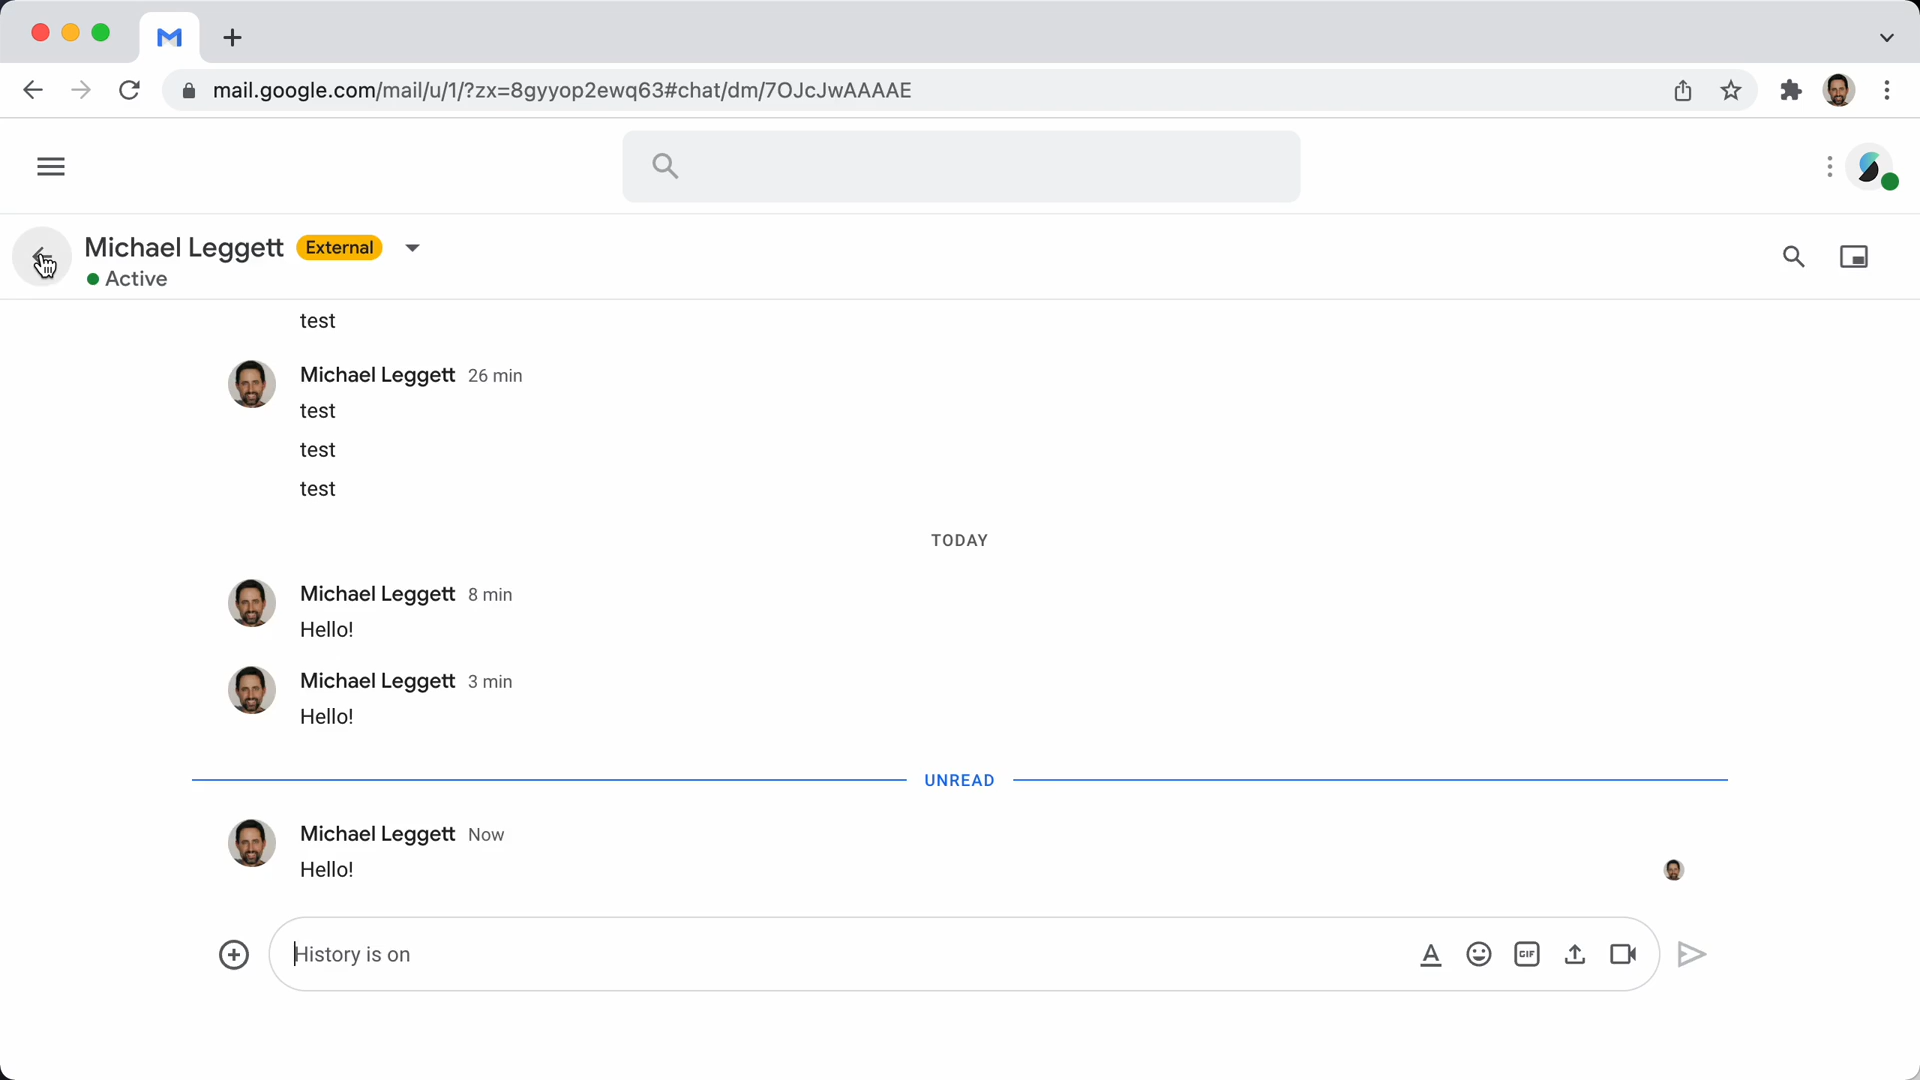 mail.google.com/mail/u/1/?zx=8gyyop2ewq63#chat/dm/7OJcJwAAAAE
Michael Leggett External
Active
test
Michael Leggett 26 min
test
test
test
TODAY
Michael Leggett 8 min
Hello!
Michael Leggett 3 min
Hello!
UNREAD
Michael Leggett Now
Hello!
History is on
GIF